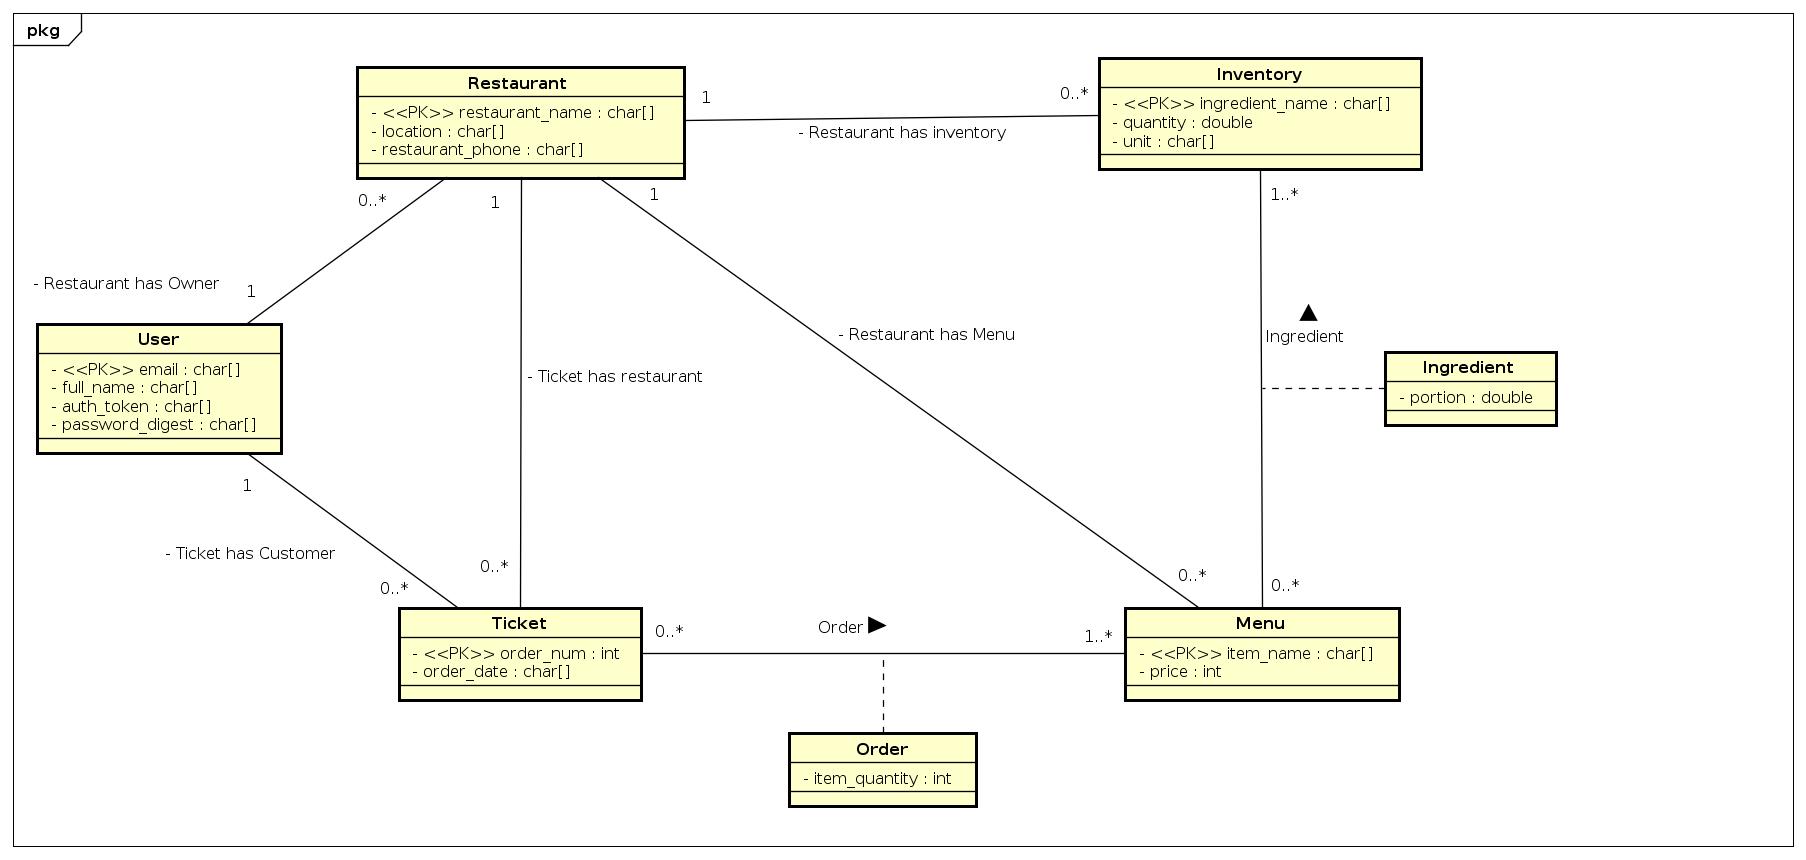 pkg
Restaurant
- <<PK>> restaurant_name : char[]
- location : char[]
- restaurant_phone : char[]
1
0..*
- Restaurant has inventory
Inventory
- <<PK>> ingredient_name : char[]
- quantity : double
- unit : char[]
0..*
1
1
1..*
- Restaurant has Owner
1
User
- <<PK>> email : char[]
- full_name : char[]
- auth_token : char[]
- password_digest : char[]
- Ticket has restaurant
- Restaurant has Menu
Ingredient
Ingredient
- portion : double
1
- Ticket has Customer
0..*
0..*
0..*
0..*
Ticket
- <<PK>> order_num : int
- order_date : char[]
0..*
Order
1..*
Menu
- <<PK>> item_name : char[]
- price : int
Order
- item_quantity : int